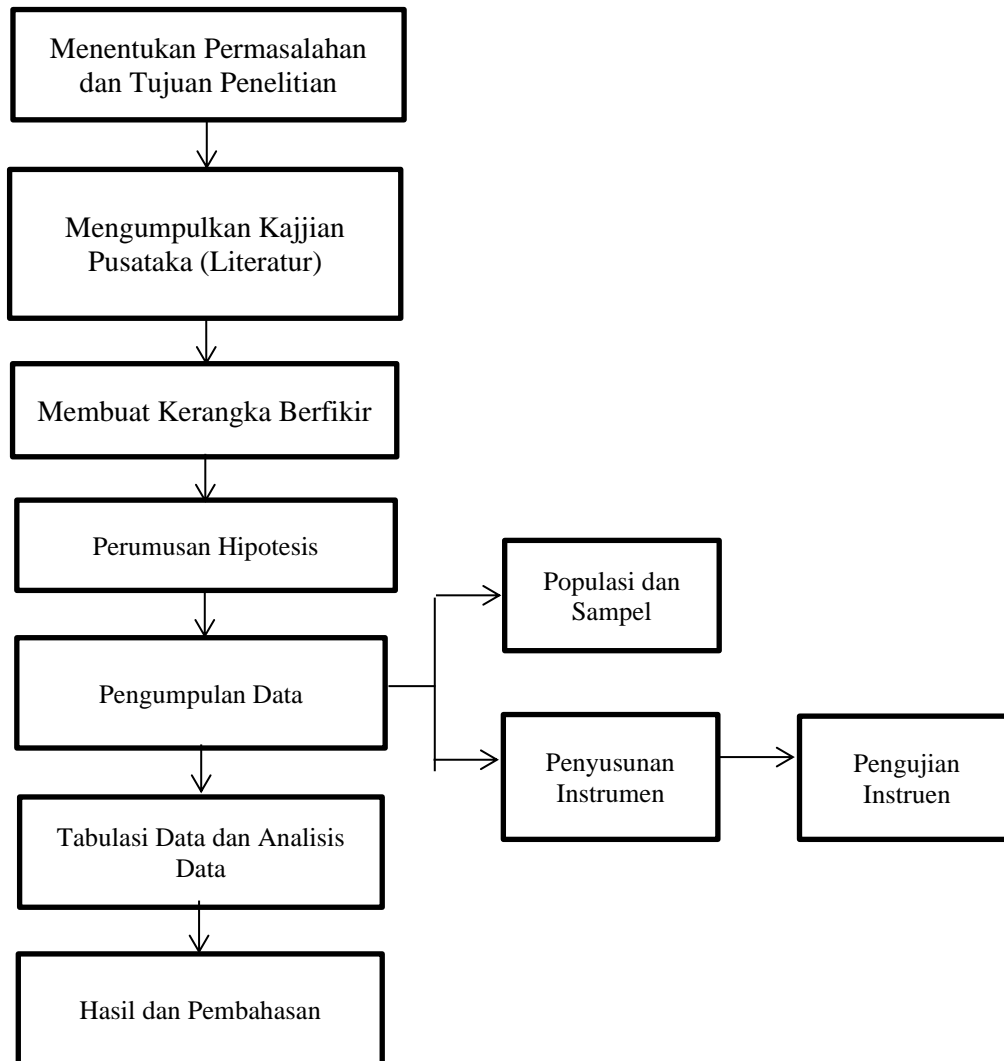 Menentukan Permasalahan
dan Tujuan Penelitian
Mengumpulkan Kajjian
Pusataka (Literatur)
Membuat Kerangka Berfikir
Perumusan Hipotesis
Populasi dan
Sampel
Pengumpulan Data
Penyusunan
Instrumen
Pengujian
Instruen
Tabulasi Data dan Analisis
Data
Hasil dan Pembahasan